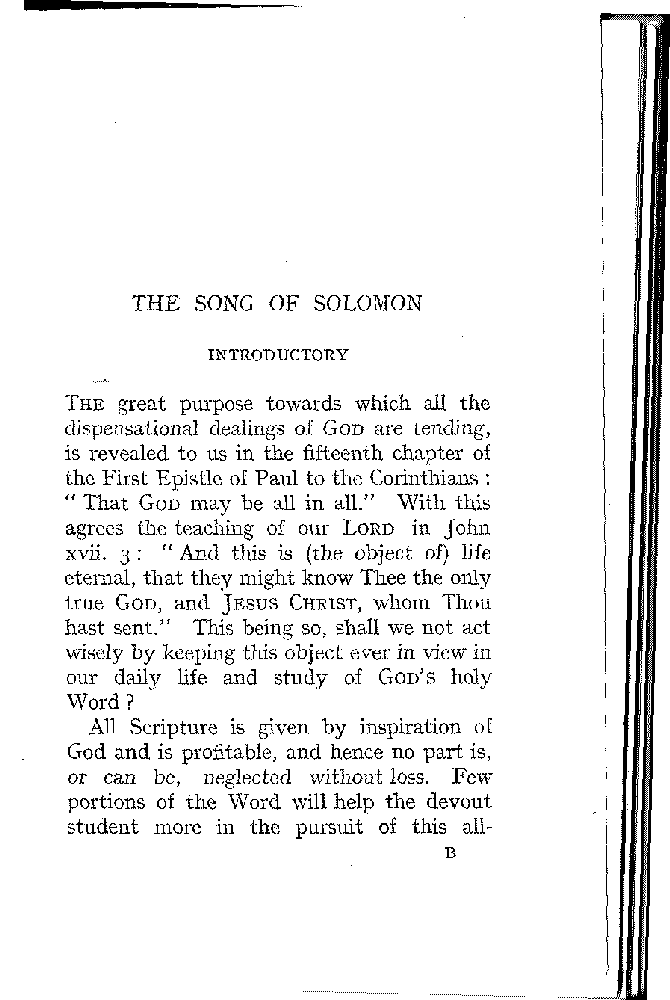 THE SONG OF SOLOMON
INTRODUCTORY
THE great purpose towards which all the
dispensational dealings of GOD are tending,
is revealed to us in the fifteenth chapter of
the First Epistle of Paul to the Corinthians :
“ That GOD may be all in all.” With this
agrees the teaching of our LORD in John
xvii. 3 : “ And this is (the object of) life
eternal, that they might know Thee the only
true GOD, and JESUS CHRIST, whom Thou
hast sent.” This being so, shall we not act
wisely by keeping this object ever in view in
our daily life and study of GOD’S holy
Word ?
All Scripture is given by inspiration of
God and is profitable, and hence no part is,
or can be, neglected without loss. Few
portions of the Word will help the devout
student more in the pursuit of this all-
B